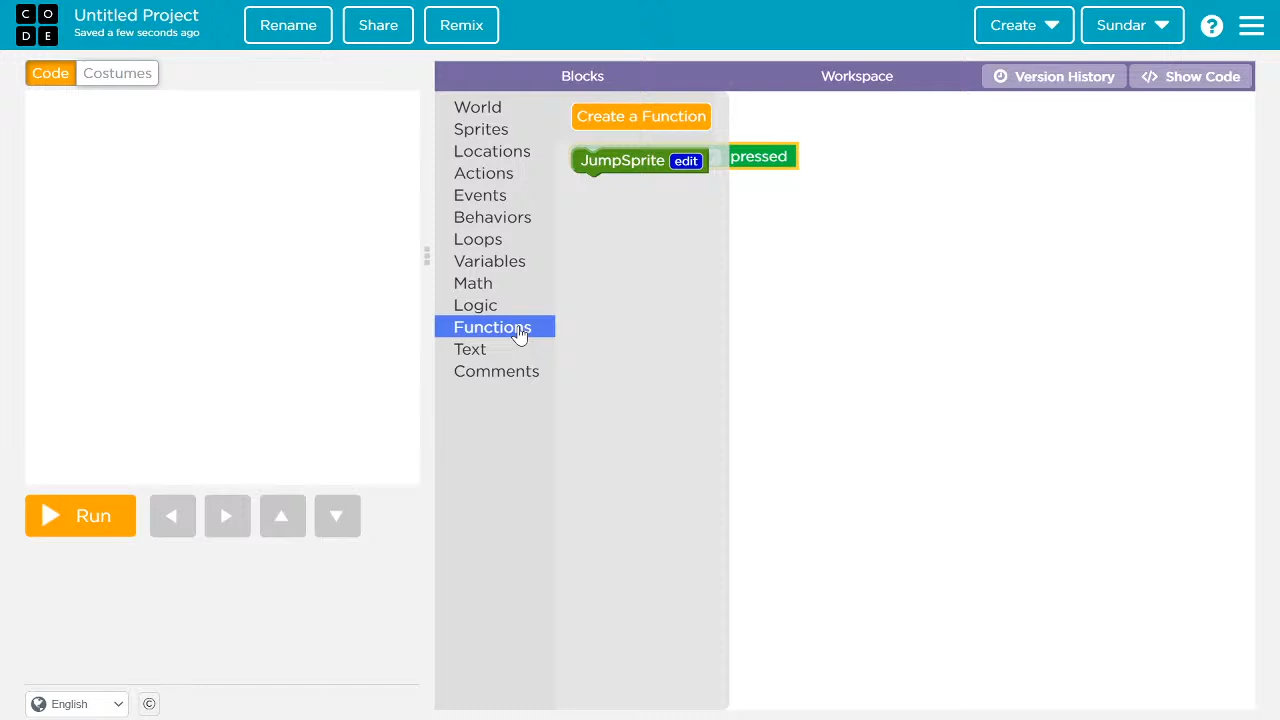 CODE
Untitled Project
Saved a few seconds ago
Rename
Share
Remix
Create
Sundar
?
Code
Costumes
Blocks
Workspace
Version History
</> Show Code
World
Sprites
Locations
Actions
Events
Behaviors
Loops
Variables
Math
Logic
Functions
Text
Comments
Create a Function
JumpSprite edit
pressed
Run
English
©